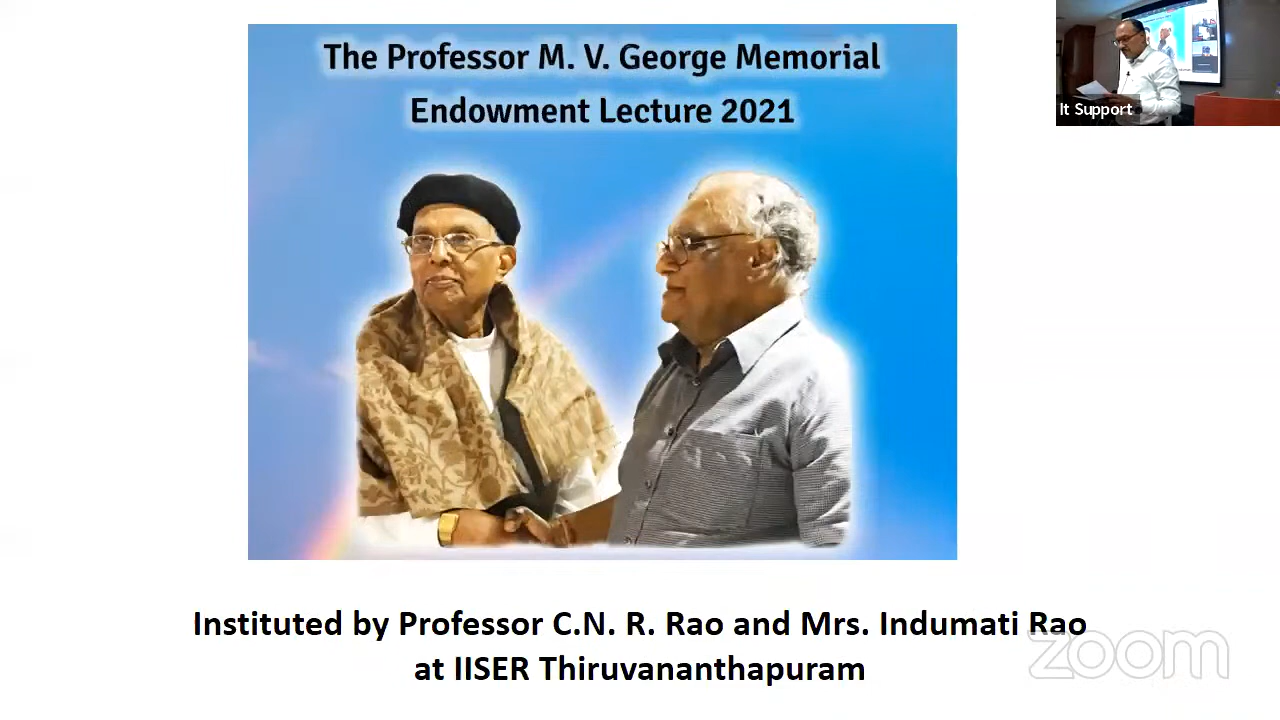 The Professor M. V. George Memorial
Endowment Lecture 2021
It Support
Instituted by Professor C.N. R. Rao and Mrs. Indumati Rao
at IISER Thiruvananthapuram
zoom